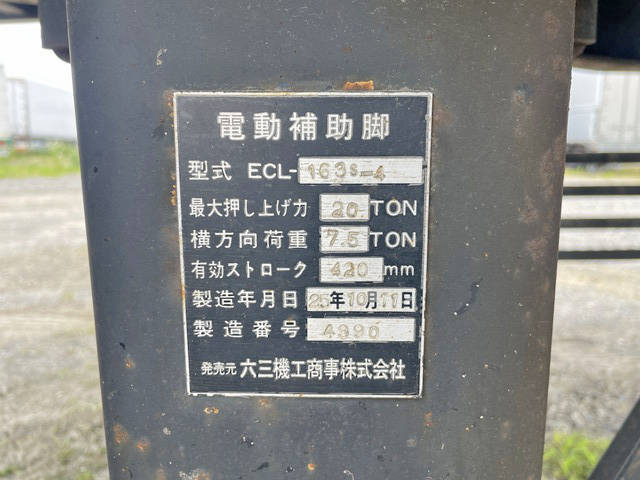 電動補助脚
型式 ECL-163S-4
最大押し上げ力 20 TON
横方向荷重 7.5 TON
有効ストローク 420 mm
製造年月日 25年10月11日
製造番号 4390
発売元 六三機工商事株式会社